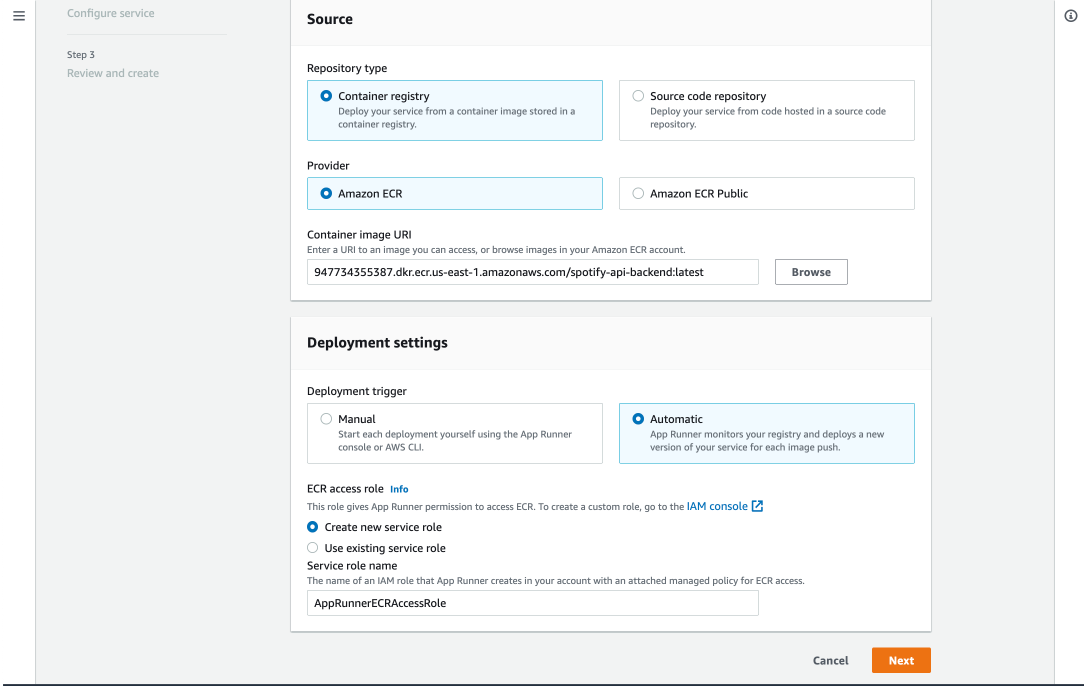 Configure service
Step 3
Review and create
Source
Repository type
Container registry
Deploy your service from a container image stored in a
container registry.
Source code repository
Deploy your service from code hosted in a source code
repository.
Provider
Amazon ECR
Amazon ECR Public
Container image URI
Enter a URI to an image you can access, or browse images in your Amazon ECR account.
947734355387.dkr.ecr.us-east-1.amazonaws.com/spotify-api-backend:latest
Browse
Deployment settings
Deployment trigger
Manual
Start each deployment yourself using the App Runner
console or AWS CLI.
Automatic
App Runner monitors your registry and deploys a new
version of your service for each image push.
ECR access role Info
This role gives App Runner permission to access ECR. To create a custom role, go to the IAM console
Create new service role
Use existing service role
Service role name
The name of an IAM role that App Runner creates in your account with an attached managed policy for ECR access.
AppRunnerECRAccessRole
Cancel
Next